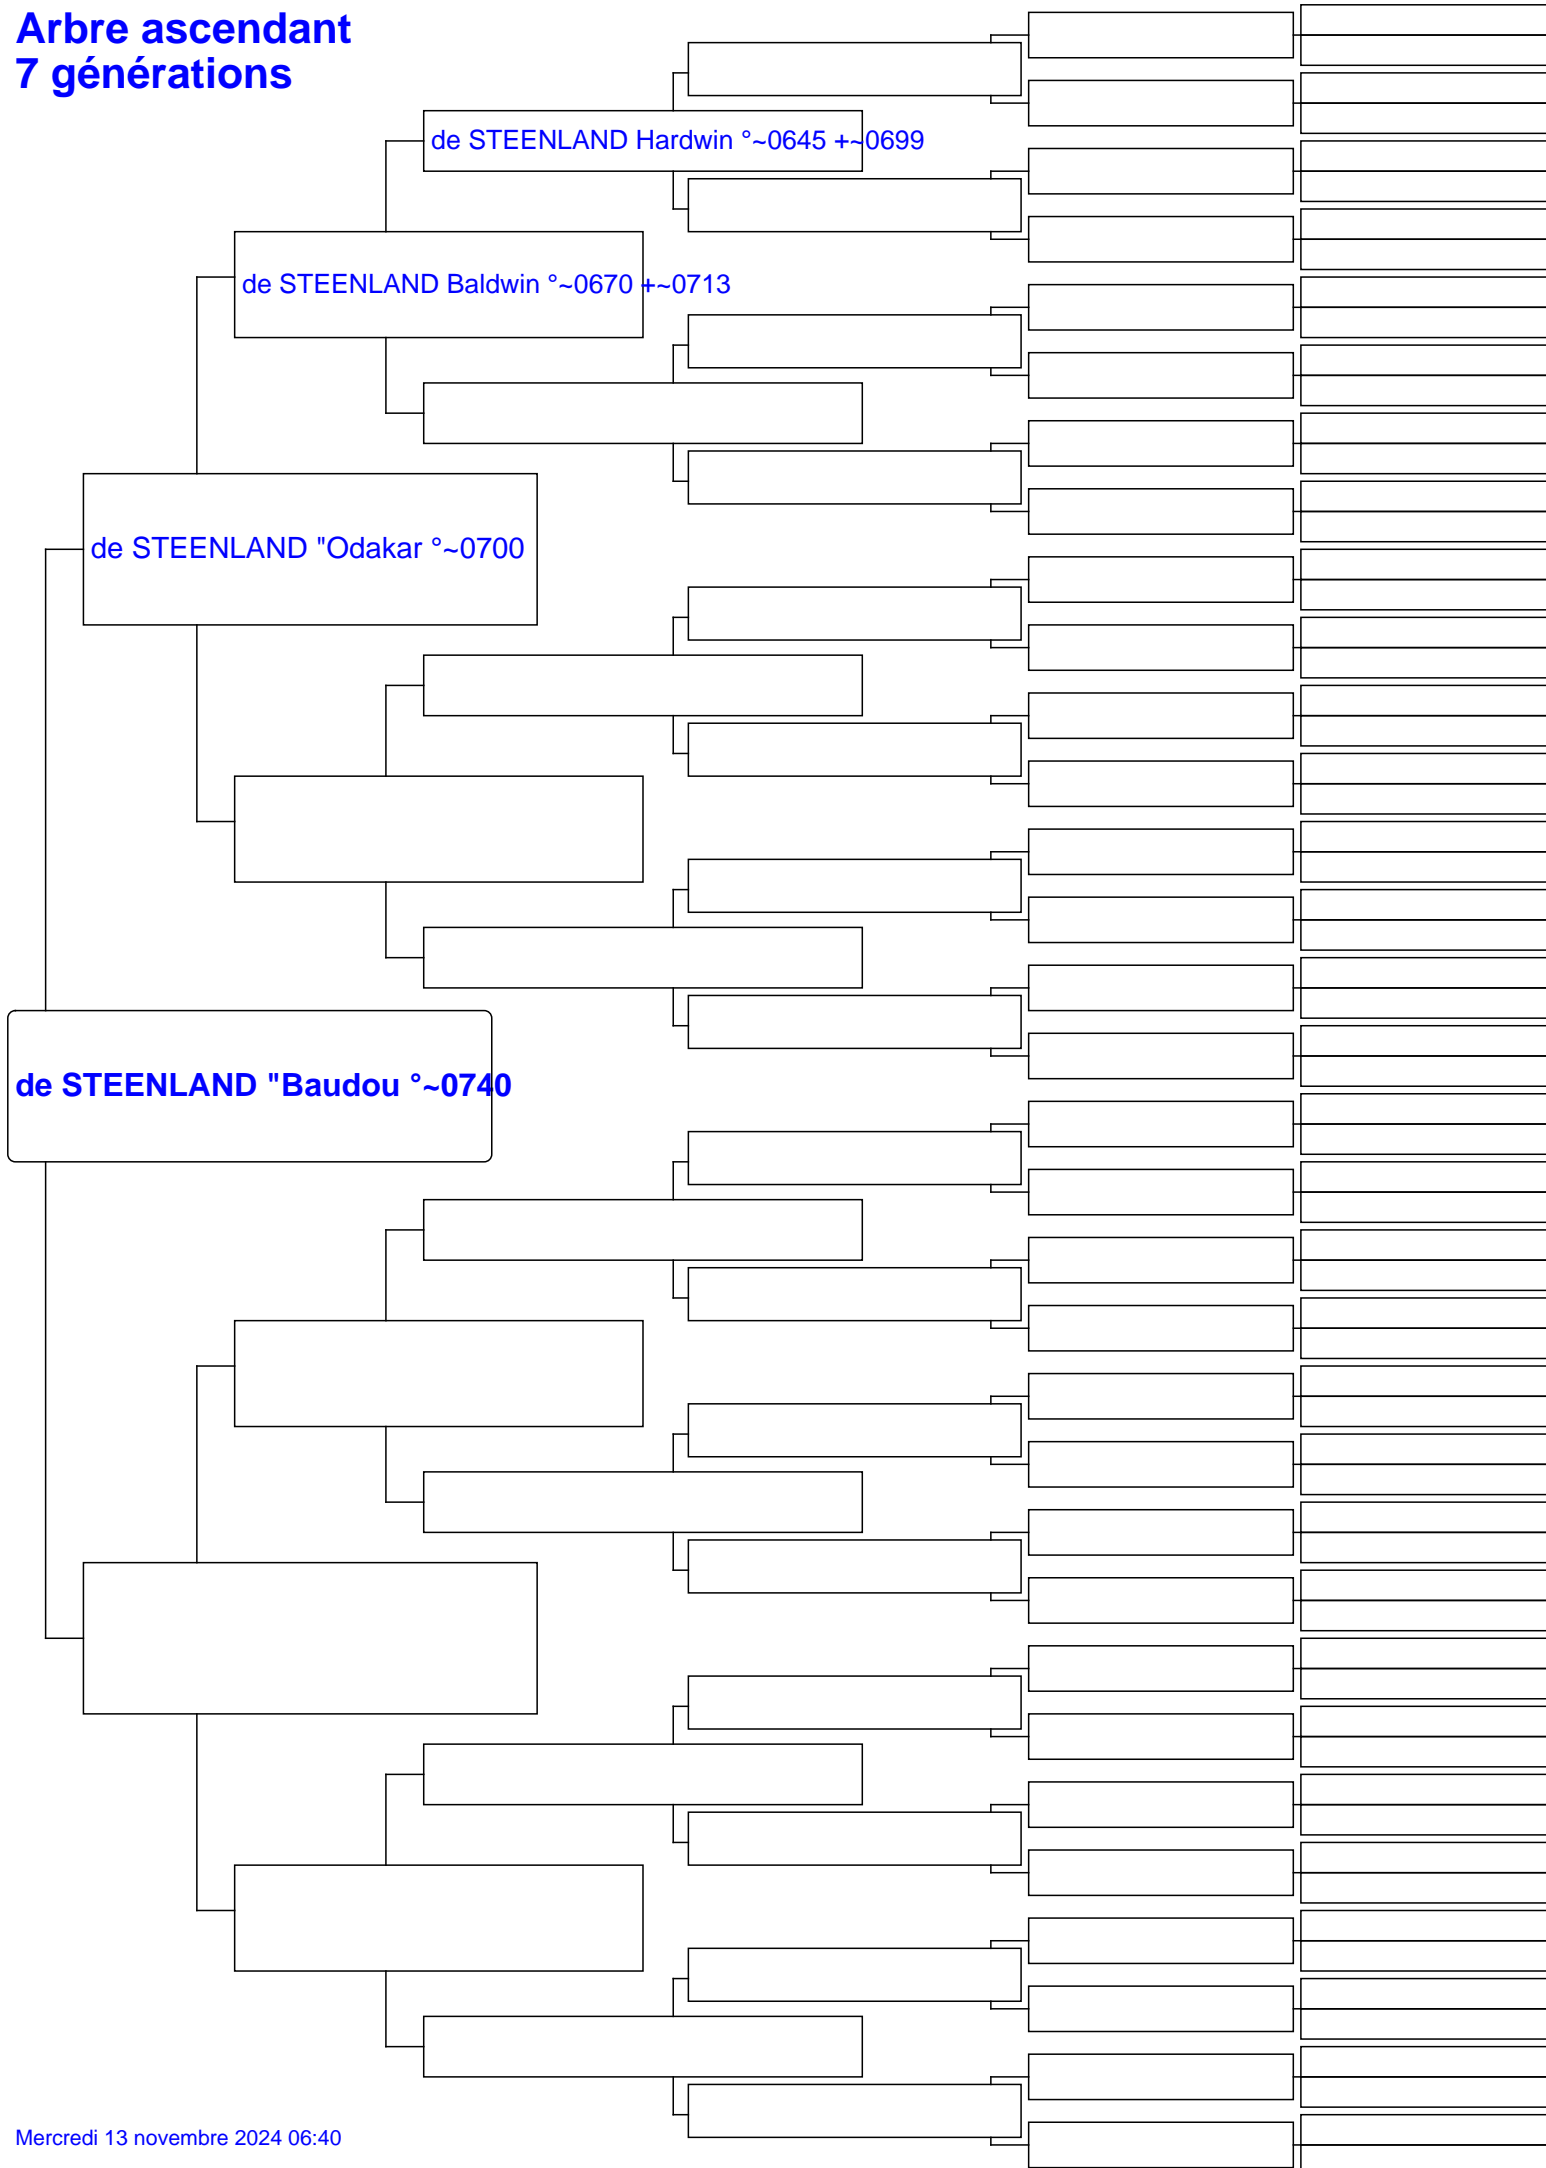 Arbre ascendant
7 générations
de STEENLAND Hardwin °~0645 +~0699
de STEENLAND Baldwin °~0670 +~0713
de STEENLAND "Odakar °~0700
de STEENLAND "Baudou °~0740
Mercredi 13 novembre 2024 06:40